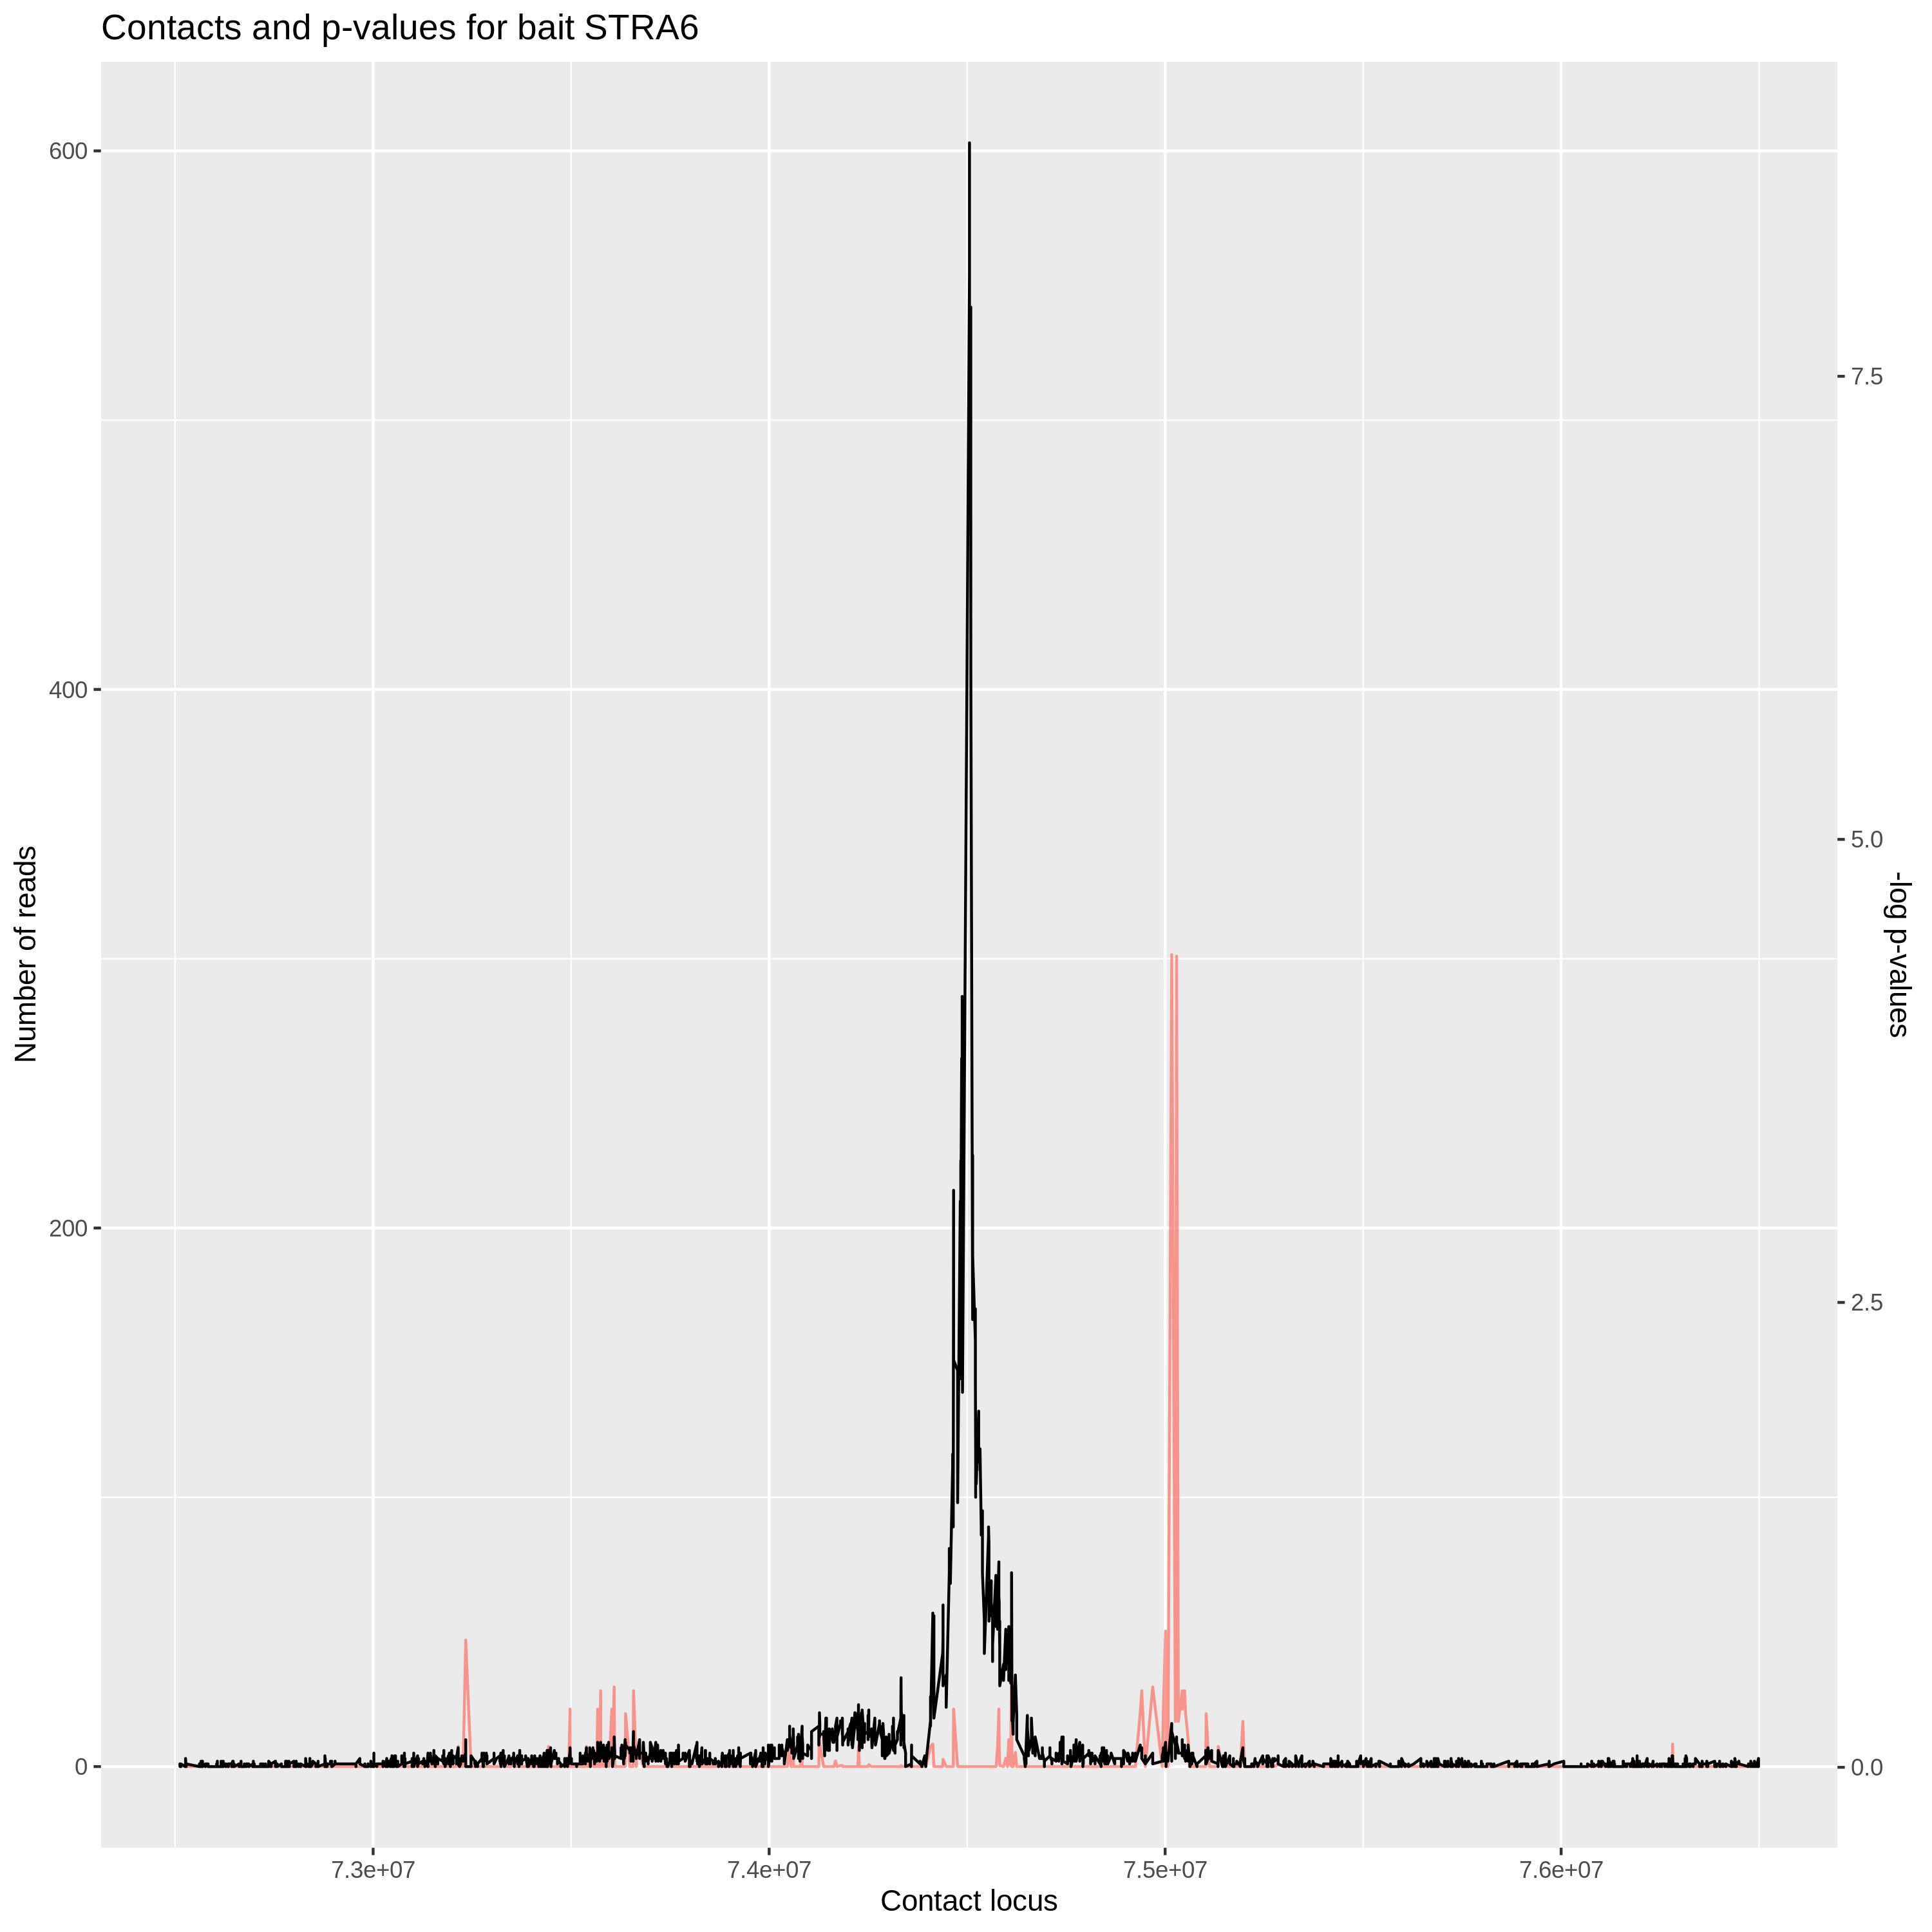 Contacts and p-values for bait STRA6
600
400
200
0
Number of reads
7.5
5.0
2.5
0.0
-log p-values
7.3e+07
7.4e+07
7.5e+07
7.6e+07
Contact locus